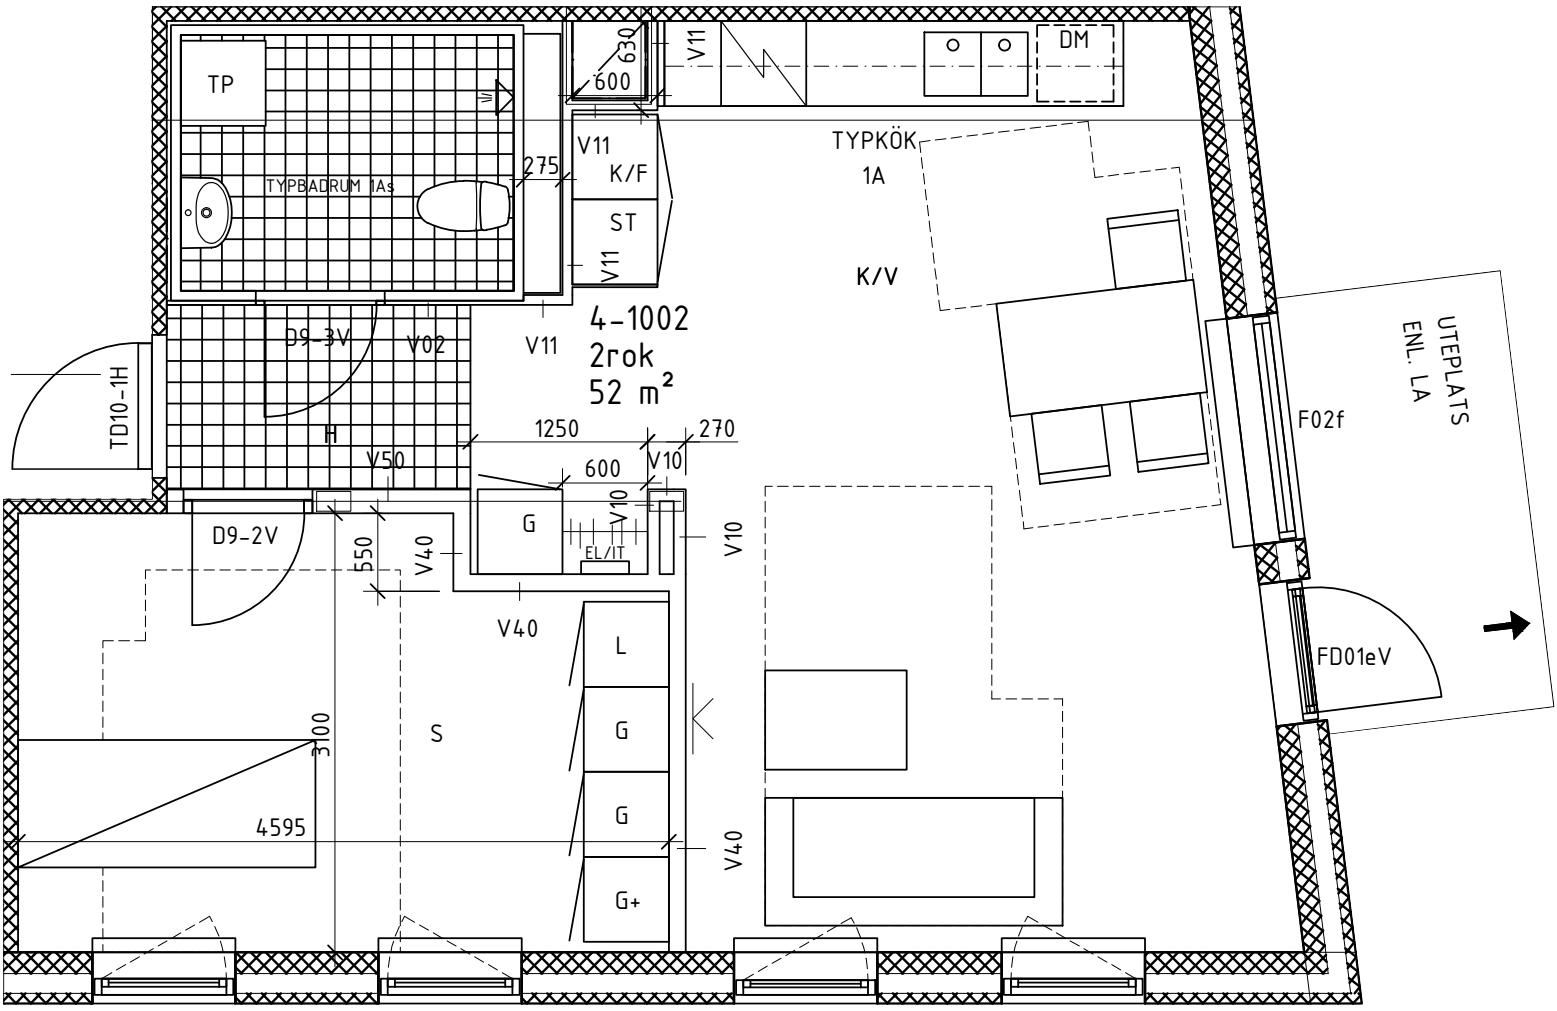 TP
630
V11
DM
600
TYPKÖK
1A
V11
275
K/F
TYPBADRUM 1As
ST
V11
K/V
4-1002
2rok
52 m²
D9-3V
V02
V11
UTEPLATS
ENL. LA
TD10-1H
F02f
H
1250
270
V50
600
V10
V10
G
D9-2V
550
V40
EL/IT
V10
V40
L
FD01eV
3100
S
G
G
4595
V40
G+